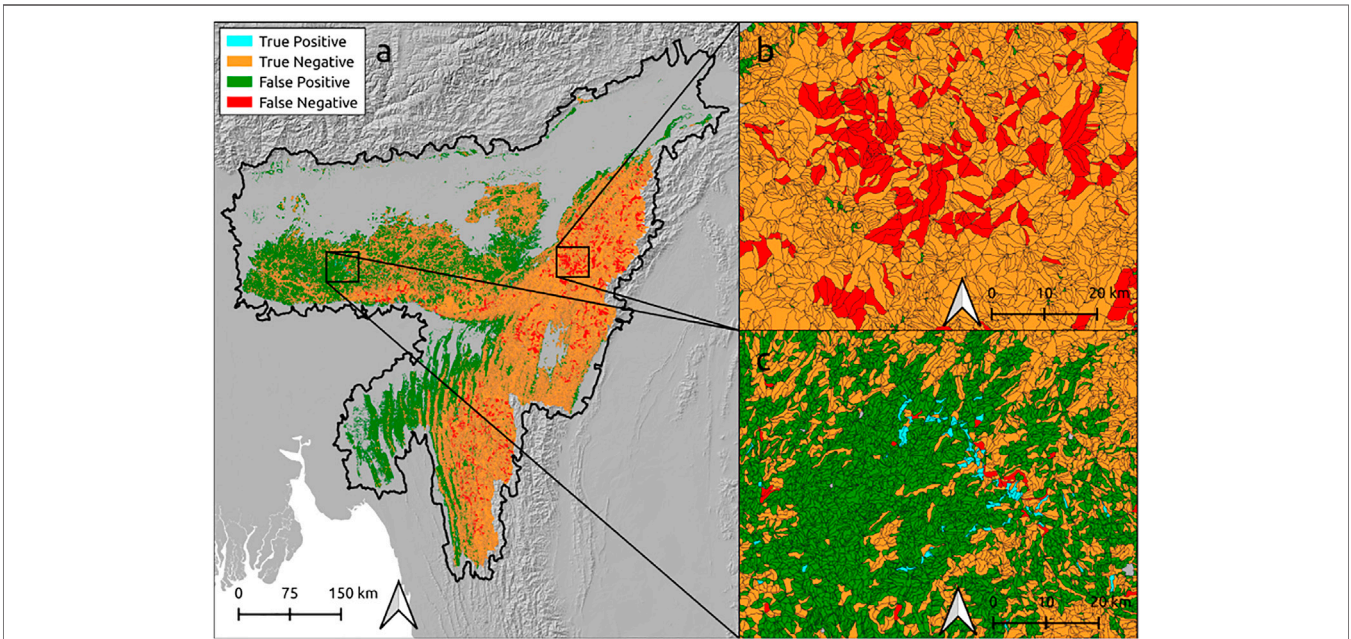 True Positive
True Negative
False Positive
False Negative
a
b
0 10 20 km
c
0 75 150 km
0 10 20 km